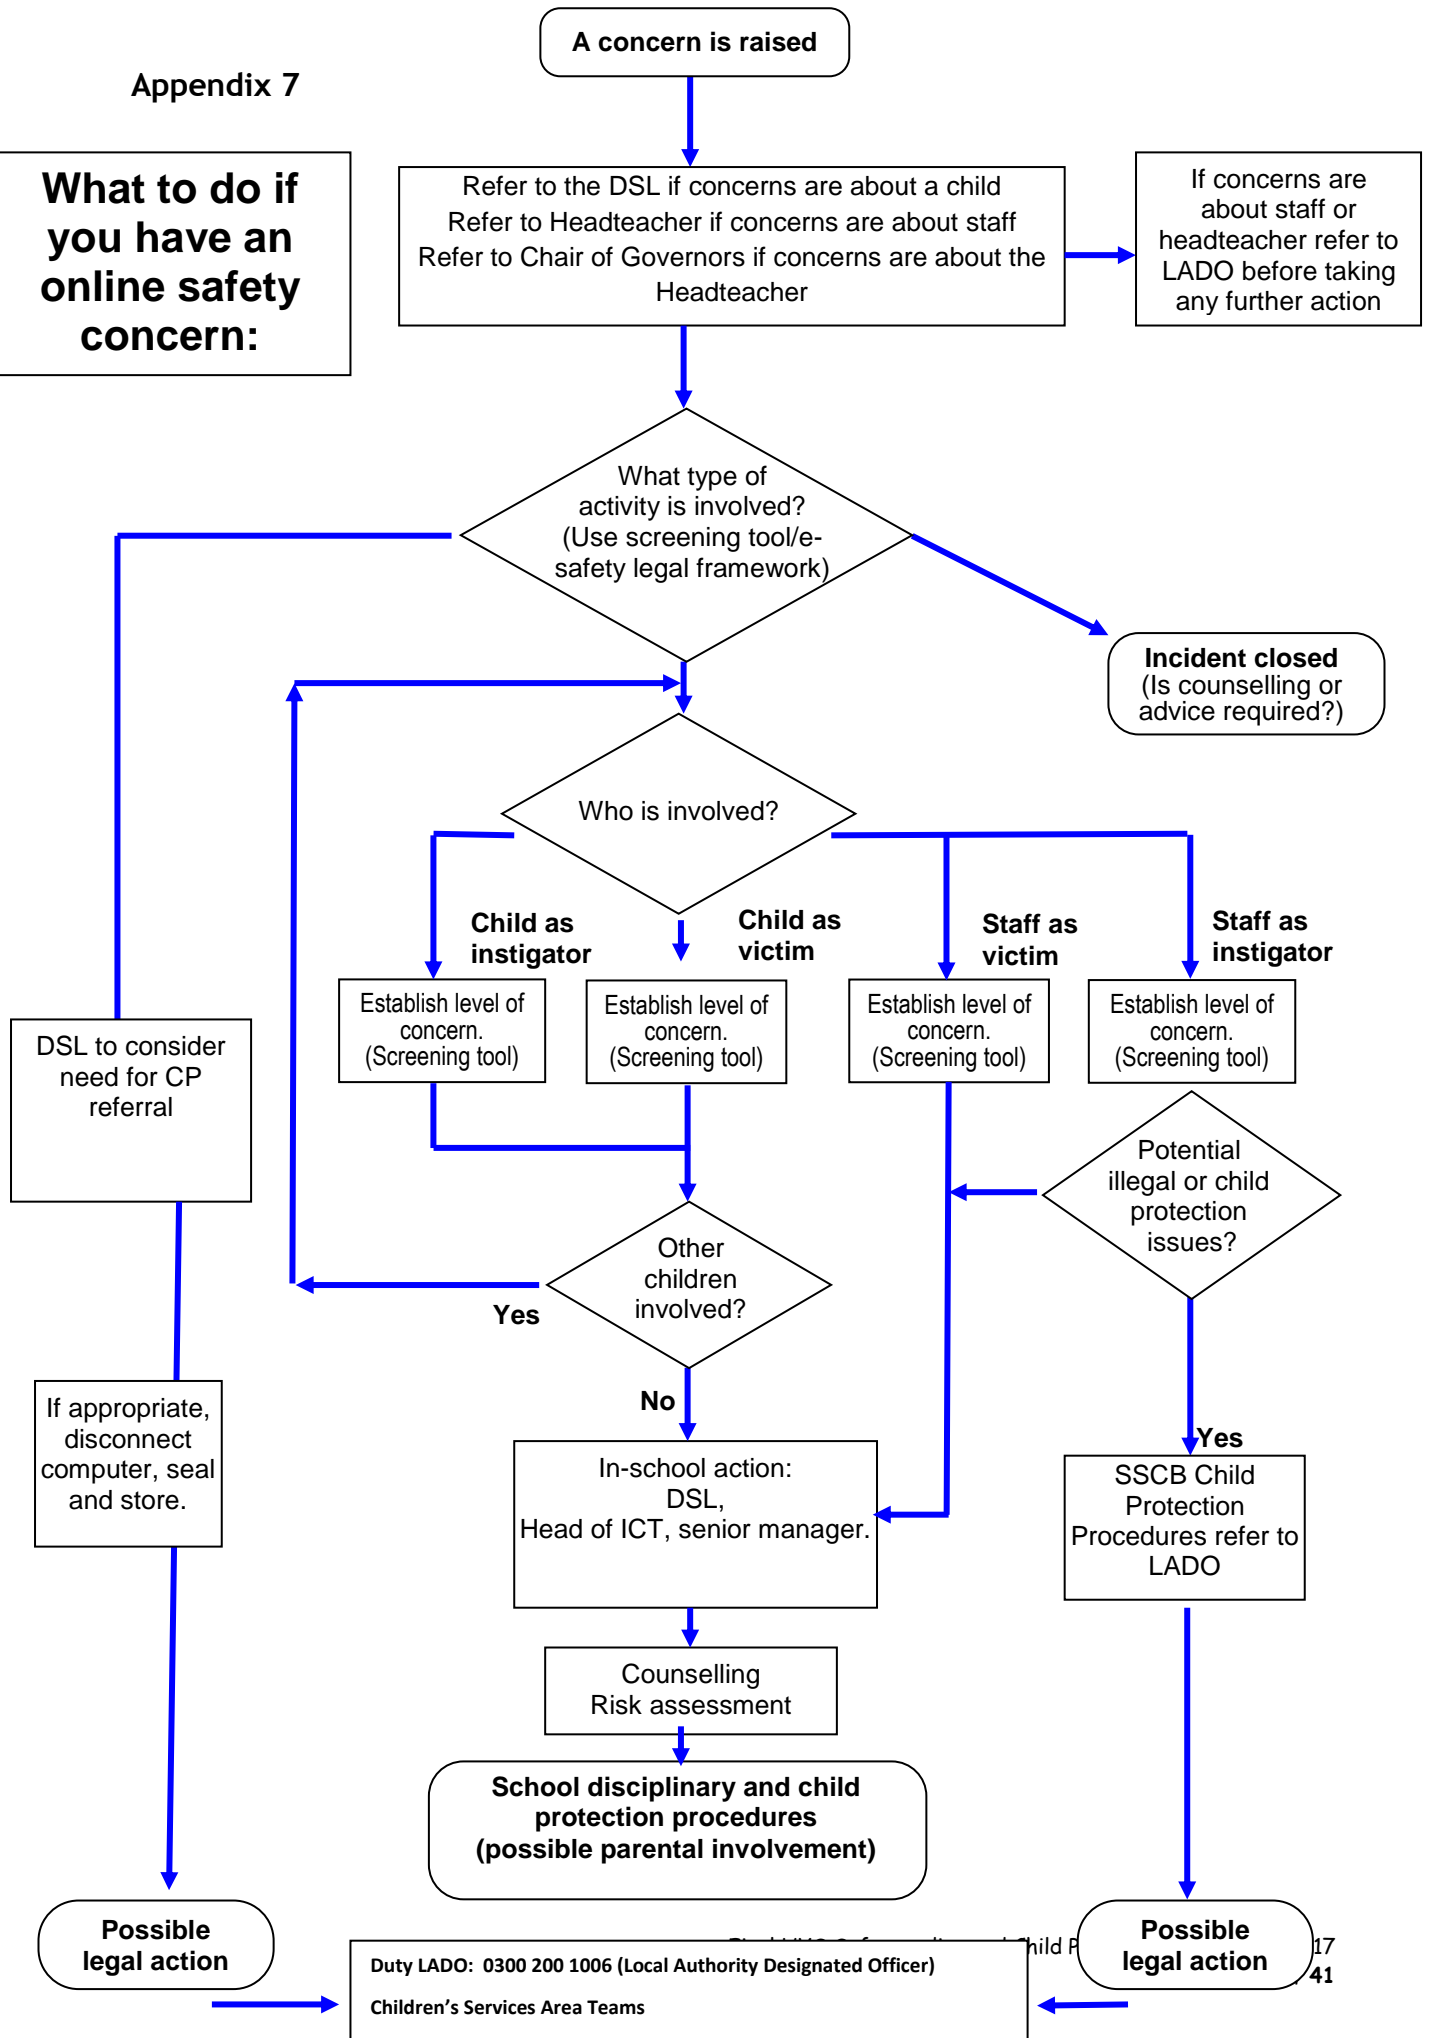 A concern is raised
Appendix 7
What to do if
you have an
online safety
concern:
Refer to the DSL if concerns are about a child
Refer to Headteacher if concerns are about staff
Refer to Chair of Governors if concerns are about the
Headteacher
If concerns are
about staff or
headteacher refer to
LADO before taking
any further action
What type of
activity is involved?
(Use screening tool/e-
safety legal framework)
Incident closed
(Is counselling or
advice required?)
Who is involved?
Child as
instigator
Child as
victim
Staff as
victim
Staff as
instigator
Establish level of
concern.
(Screening tool)
Establish level of
concern.
(Screening tool)
Establish level of
concern.
(Screening tool)
Establish level of
concern.
(Screening tool)
DSL to consider
need for CP
referral
Potential
illegal or child
protection
issues?
Other
children
involved?
Yes
No
If appropriate,
disconnect
computer, seal
and store.
In-school action:
DSL,
Head of ICT, senior manager.
Yes
SSCB Child
Protection
Procedures refer to
LADO
Counselling
Risk assessment
School disciplinary and child
protection procedures
(possible parental involvement)
Possible
legal action
Possible
legal action
Child P 17
41
Duty LADO: 0300 200 1006 (Local Authority Designated Officer)
Children's Services Area Teams